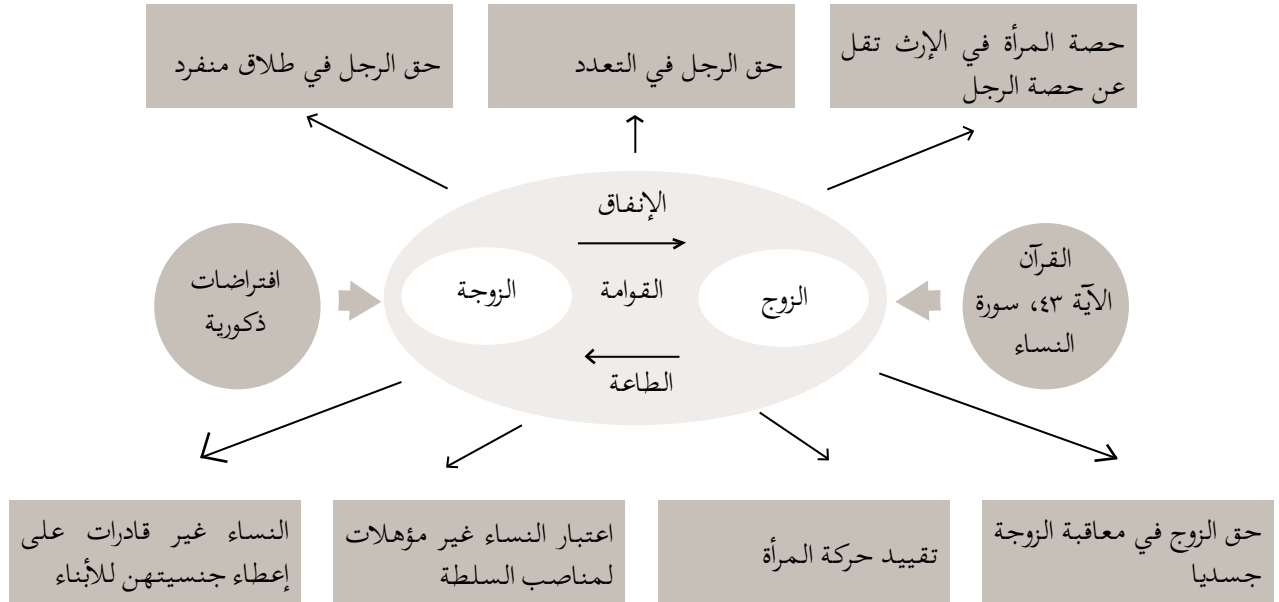 حصة المرأة في الإرث تقل
عن حصة الرجل
حق الرجل في التعدد
حق الرجل في طلاق منفرد
القرآن
الآية ٤٣، سورة
النساء
الإنفاق
الزوج
القوامة
الزوجة
الطاعة
افتراضات
ذكورية
حق الزوج في معاقبة الزوجة
جسديا
تقييد حركة المرأة
اعتبار النساء غير مؤهلات
لمناصب السلطة
النساء غير قادرات على
إعطاء جنسيتهن للأبناء